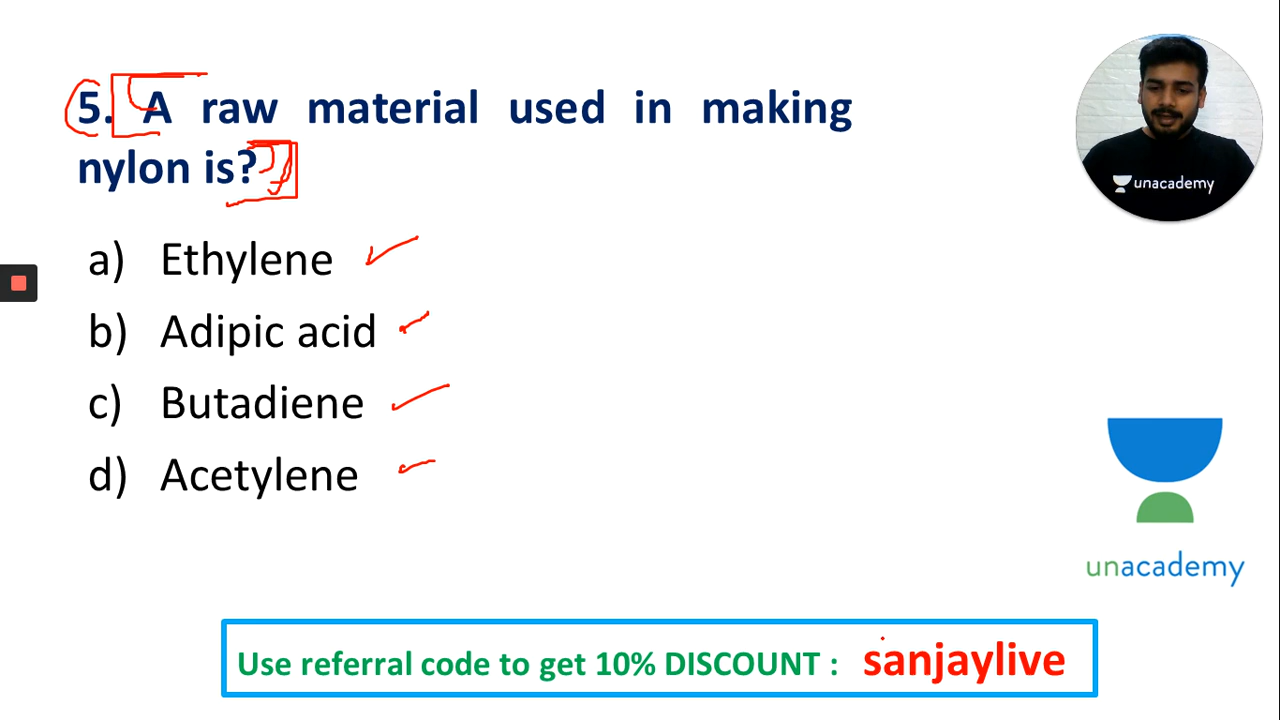 5. A raw material used in making
nylon is?
a) Ethylene
b) Adipic acid
c) Butadiene
d) Acetylene
unacademy
unacademy
Use referral code to get 10% DISCOUNT : sanjaylive